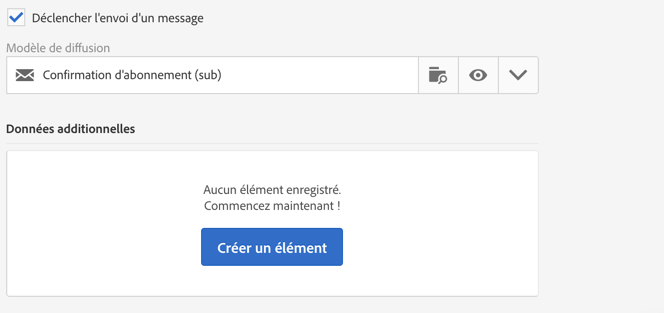 Déclencher l'envoi d'un message
Modèle de diffusion
Confirmation d'abonnement (sub)
Données additionnelles
Aucun élément enregistré.
Commencez maintenant !
Créer un élément